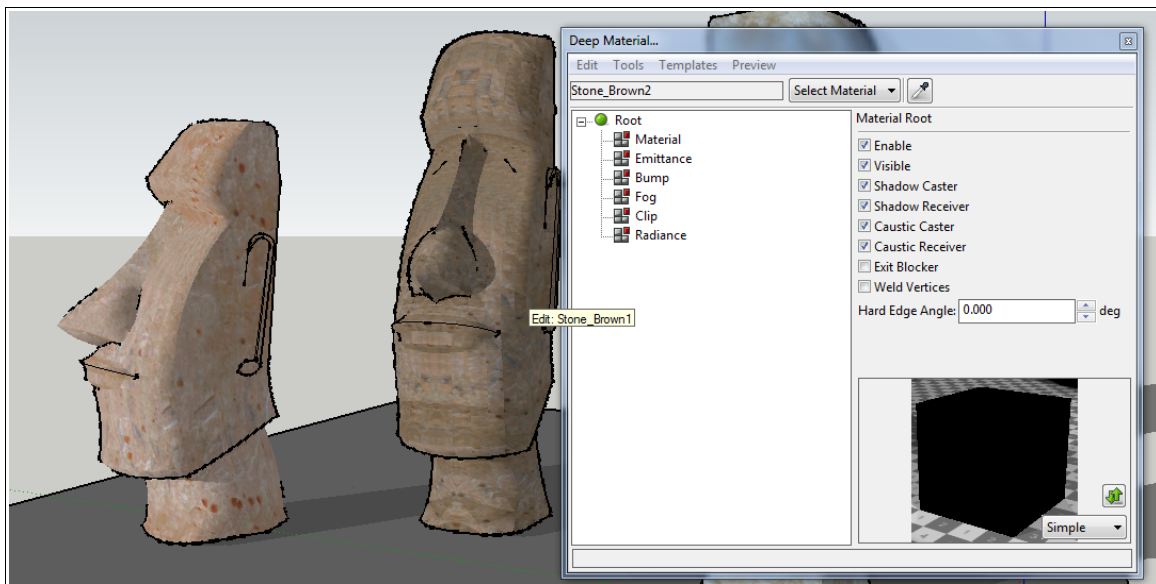 Deep Material...
Edit Tools Templates Preview
Stone_Brown2 Select Material
Root
Material
Emittance
Bump
Fog
Clip
Radiance
Material Root
Enable
Visible
Shadow Caster
Shadow Receiver
Caustic Caster
Caustic Receiver
Exit Blocker
Weld Vertices
Hard Edge Angle: 0.000 deg
Edit: Stone_Brown1
Simple